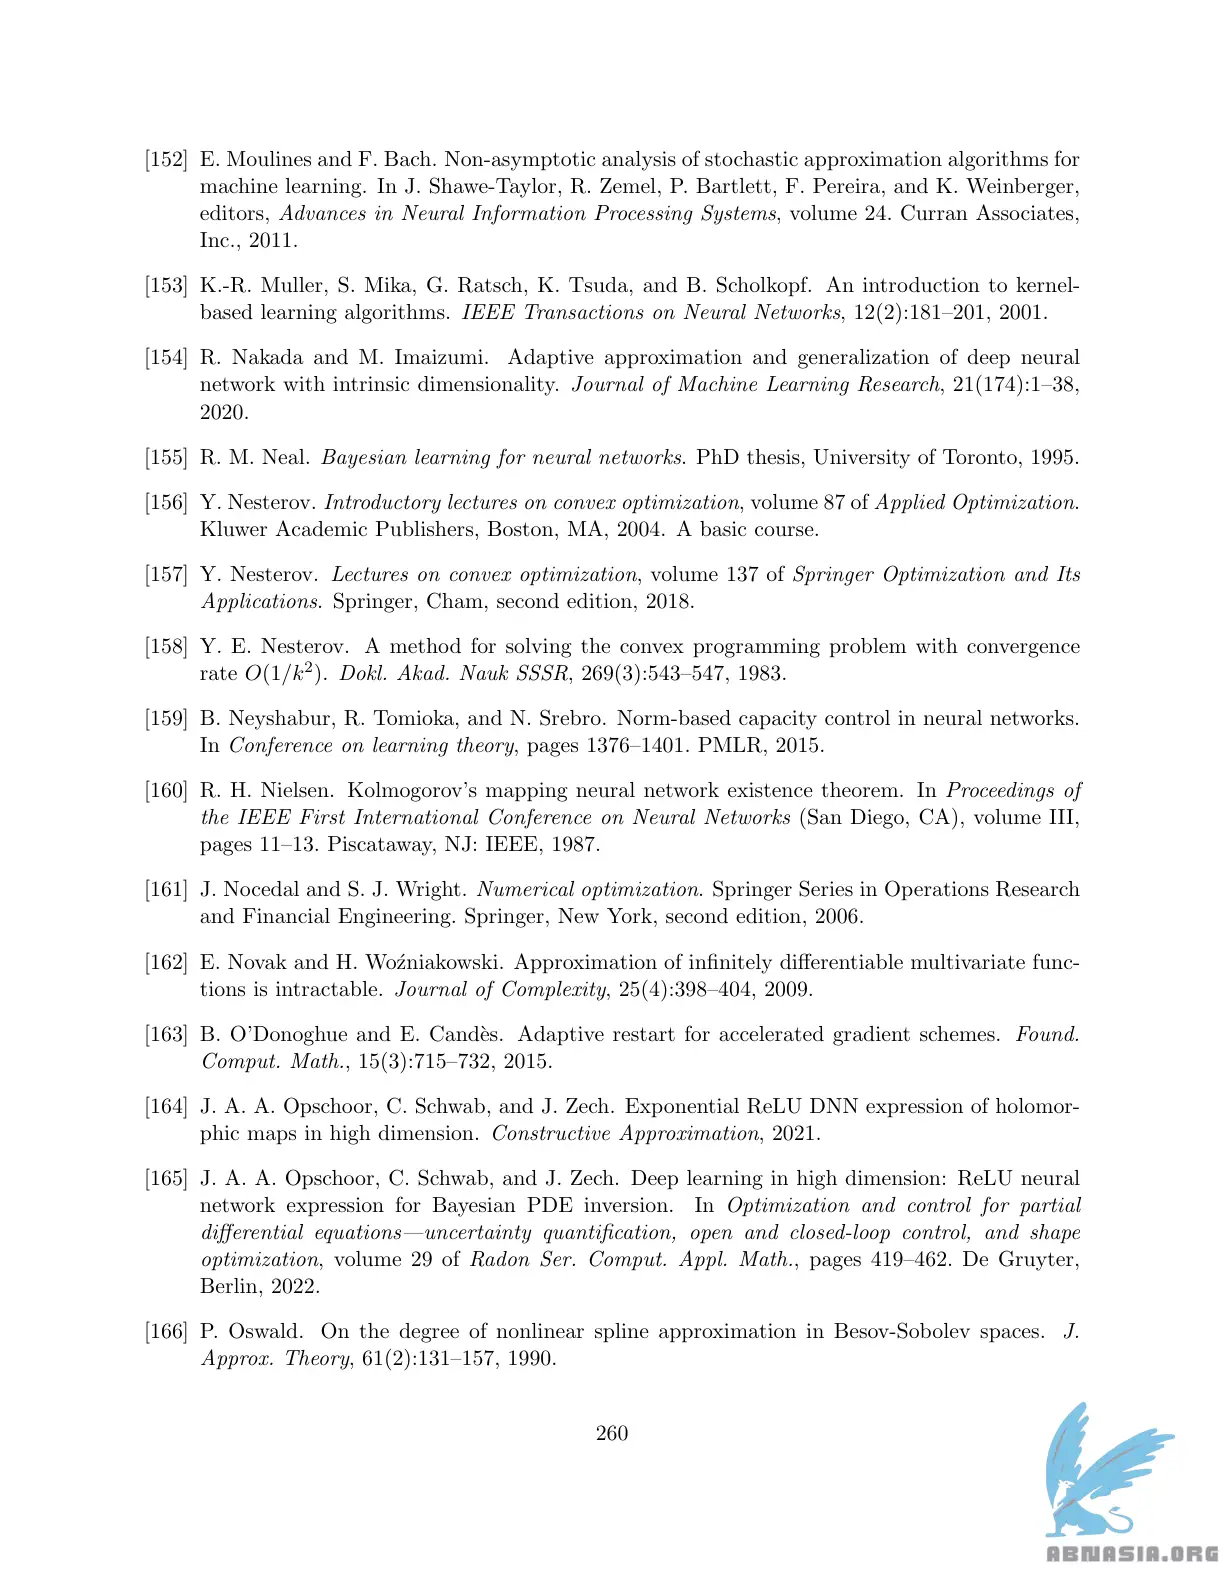 [152] E. Moulines and F. Bach. Non-asymptotic analysis of stochastic approximation algorithms for
machine learning. In J. Shawe-Taylor, R. Zemel, P. Bartlett, F. Pereira, and K. Weinberger,
editors, Advances in Neural Information Processing Systems, volume 24. Curran Associates,
Inc., 2011.
[153] K.-R. Muller, S. Mika, G. Ratsch, K. Tsuda, and B. Scholkopf. An introduction to kernel-
based learning algorithms. IEEE Transactions on Neural Networks, 12(2):181–201, 2001.
[154] R. Nakada and M. Imaizumi. Adaptive approximation and generalization of deep neural
network with intrinsic dimensionality. Journal of Machine Learning Research, 21(174):1–38,
2020.
[155] R. M. Neal. Bayesian learning for neural networks. PhD thesis, University of Toronto, 1995.
[156] Y. Nesterov. Introductory lectures on convex optimization, volume 87 of Applied Optimization.
Kluwer Academic Publishers, Boston, MA, 2004. A basic course.
[157] Y. Nesterov. Lectures on convex optimization, volume 137 of Springer Optimization and Its
Applications. Springer, Cham, second edition, 2018.
[158] Y. E. Nesterov. A method for solving the convex programming problem with convergence
rate O(1/k²). Dokl. Akad. Nauk SSSR, 269(3):543–547, 1983.
[159] B. Neyshabur, R. Tomioka, and N. Srebro. Norm-based capacity control in neural networks.
In Conference on learning theory, pages 1376–1401. PMLR, 2015.
[160] R. H. Nielsen. Kolmogorov's mapping neural network existence theorem. In Proceedings of
the IEEE First International Conference on Neural Networks (San Diego, CA), volume III,
pages 11–13. Piscataway, NJ: IEEE, 1987.
[161] J. Nocedal and S. J. Wright. Numerical optimization. Springer Series in Operations Research
and Financial Engineering. Springer, New York, second edition, 2006.
[162] E. Novak and H. Woźniakowski. Approximation of infinitely differentiable multivariate func-
tions is intractable. Journal of Complexity, 25(4):398–404, 2009.
[163] B. O'Donoghue and E. Candès. Adaptive restart for accelerated gradient schemes. Found.
Comput. Math., 15(3):715–732, 2015.
[164] J. A. A. Opschoor, C. Schwab, and J. Zech. Exponential ReLU DNN expression of holomor-
phic maps in high dimension. Constructive Approximation, 2021.
[165] J. A. A. Opschoor, C. Schwab, and J. Zech. Deep learning in high dimension: ReLU neural
network expression for Bayesian PDE inversion. In Optimization and control for partial
differential equations—uncertainty quantification, open and closed-loop control, and shape
optimization, volume 29 of Radon Ser. Comput. Appl. Math., pages 419–462. De Gruyter,
Berlin, 2022.
[166] P. Oswald. On the degree of nonlinear spline approximation in Besov-Sobolev spaces. J.
Approx. Theory, 61(2):131–157, 1990.
260
ABNASIA.ORG